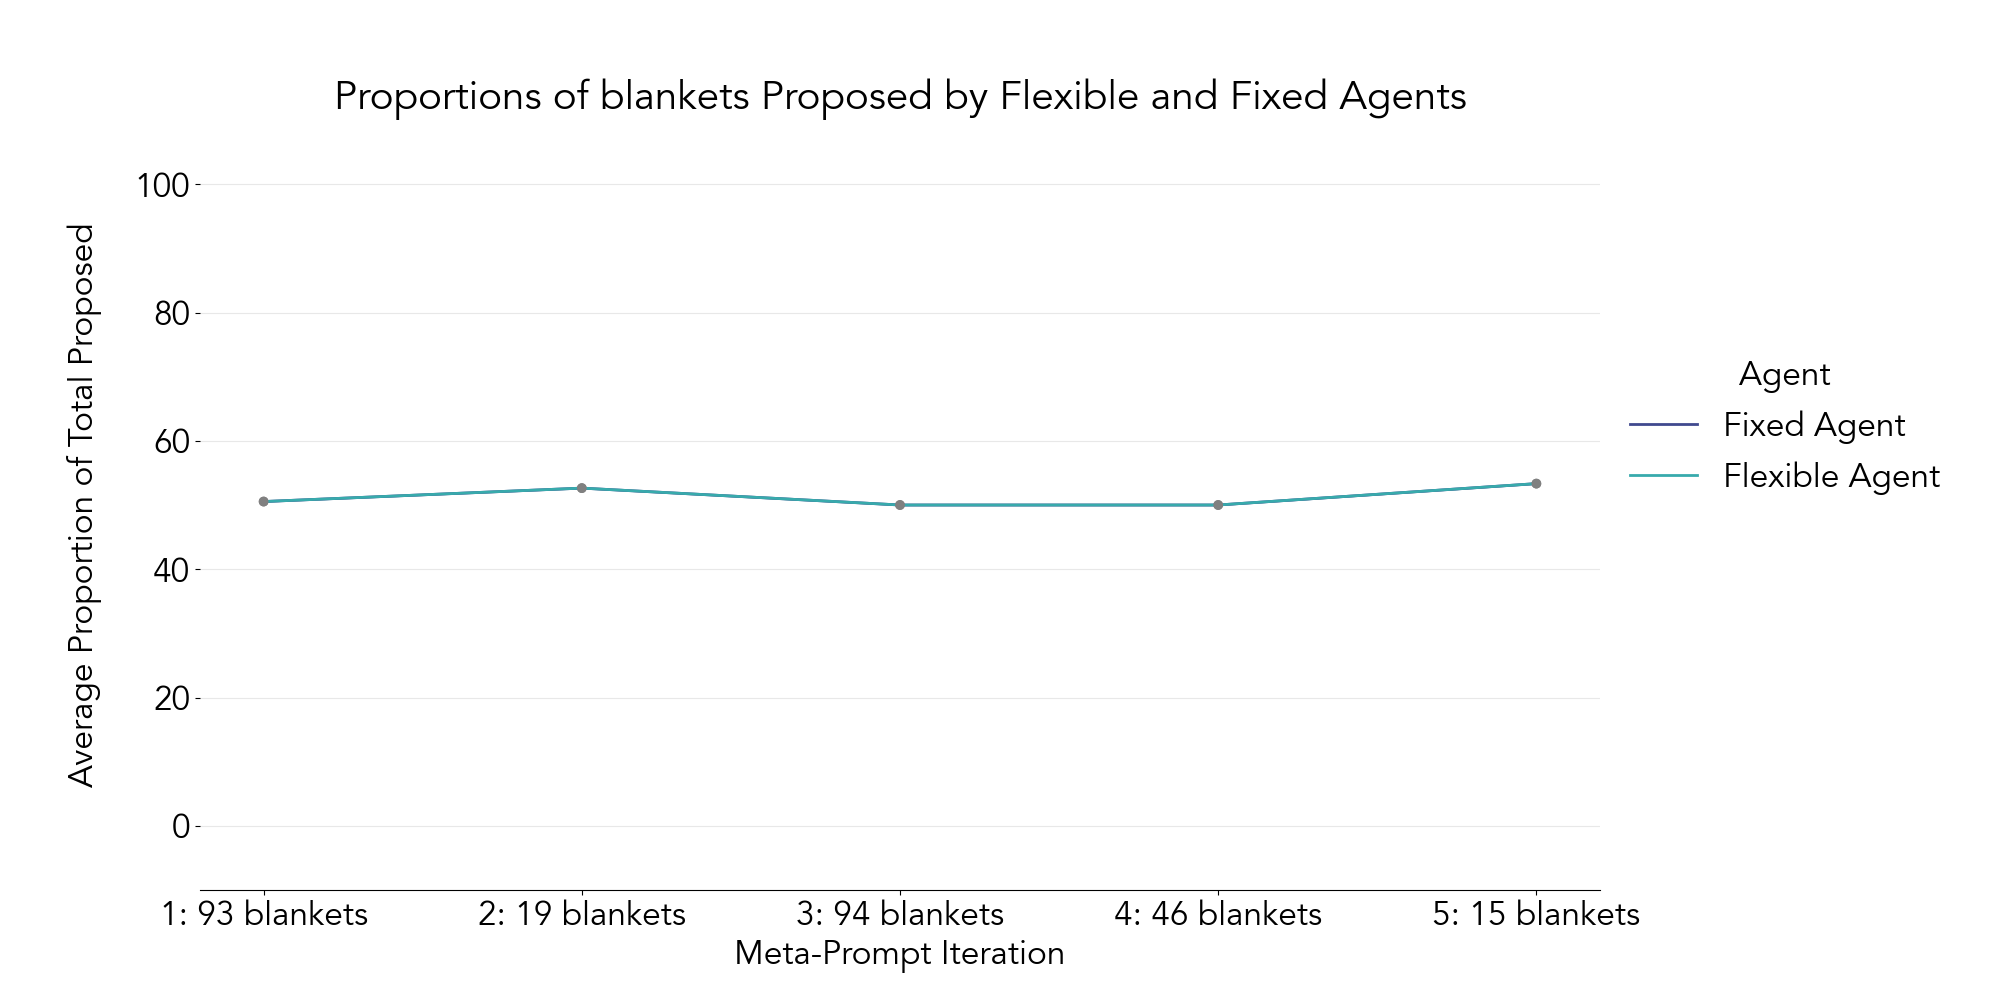 Proportions of blankets Proposed by Flexible and Fixed Agents
Average Proportion of Total Proposed
100
80
60
40
20
0
1: 93 blankets
2: 19 blankets
3: 94 blankets
4: 46 blankets
5: 15 blankets
Meta-Prompt Iteration
Agent
Fixed Agent
Flexible Agent